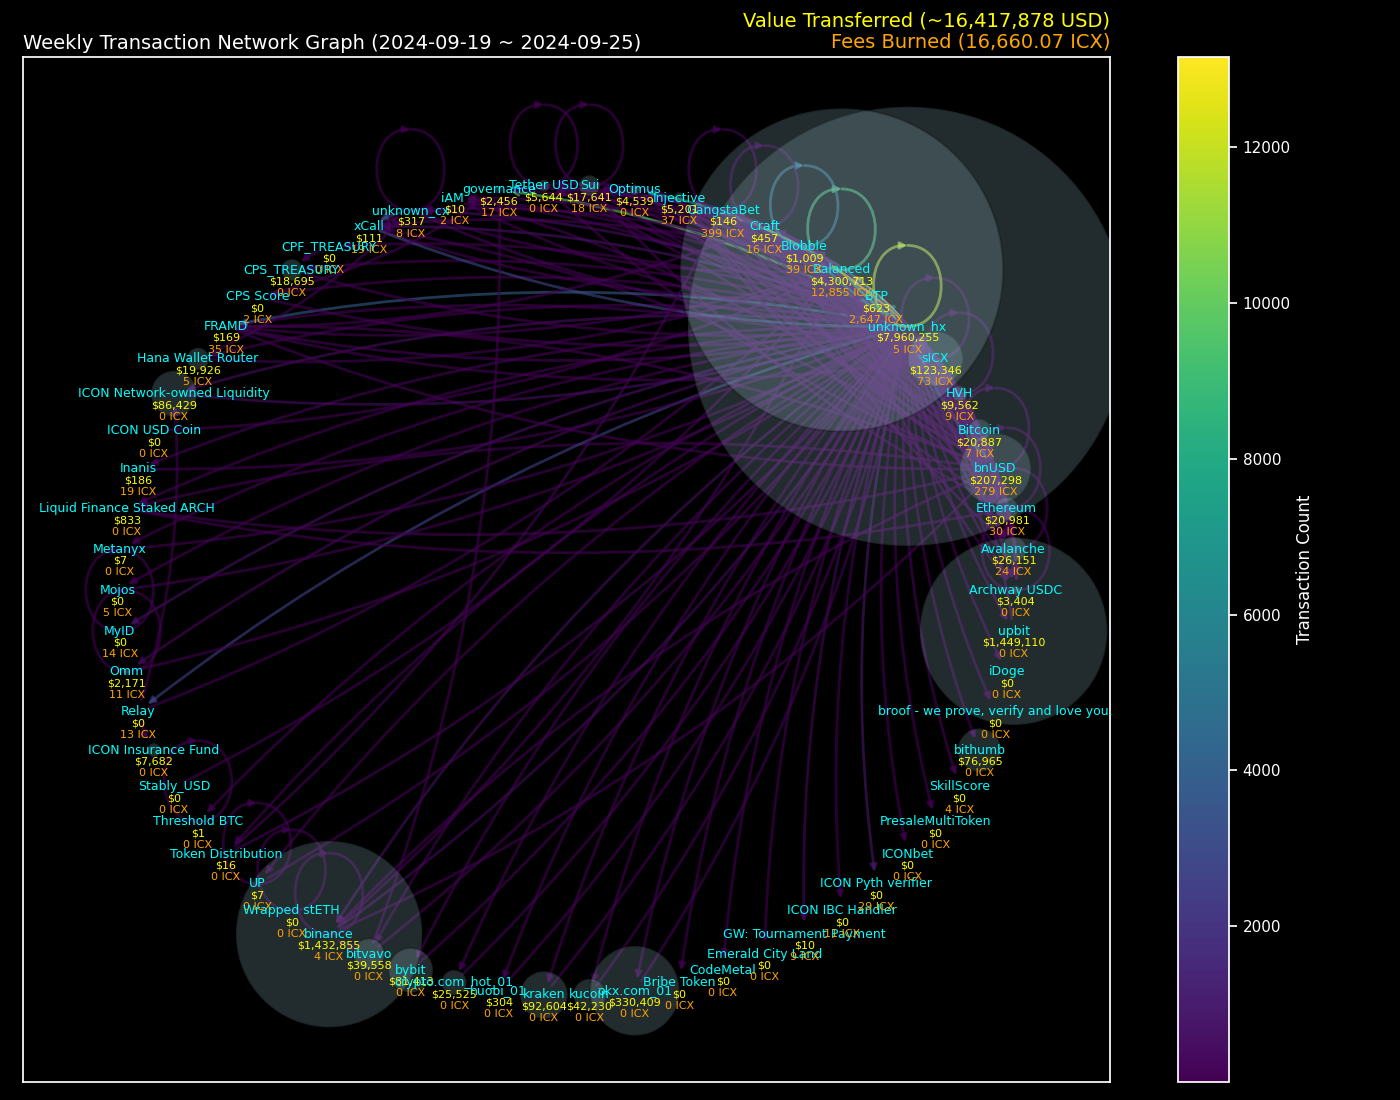 Value Transferred (~16,417,878 USD)
Weekly Transaction Network Graph (2024-09-19 ~ 2024-09-25)
Fees Burned (16,660.07 ICX)
Tether USD
$5,644
0 ICX
Sui
$17,641
18 ICX
Optimus
$4,539
0 ICX
Injective
$5,201
37 ICX
governance
$2,456
17 ICX
iAM
$10
2 ICX
unknown_cx
$317
8 ICX
xCall
$111
CPF_TREASURY
$0
CPS_TREASURY
$18,695
0 ICX
CPS Score
$0
2 ICX
FRAMD
$169
35 ICX
Hana Wallet Router
$19,926
5 ICX
ICON Network-owned Liquidity
$86,429
0 ICX
ICON USD Coin
$0
0 ICX
Inanis
$186
19 ICX
Liquid Finance Staked ARCH
$833
0 ICX
Metanyx
$7
0 ICX
Mojos
$0
5 ICX
MyID
$0
14 ICX
Omm
$2,171
11 ICX
Relay
$0
13 ICX
ICON Insurance Fund
$7,682
0 ICX
Stably_USD
$0
0 ICX
Threshold BTC
$1
0 ICX
Token Distribution
$16
0 ICX
UP
$7
0 ICX
Wrapped stETH
$0
0 ICX
binance
$1,432,855
4 ICX
bitvavo
$39,558
0 ICX
bybit
0 ICX
crypto.com_hot_01
$25,525
0 ICX
huobi_01
$304
0 ICX
kraken
$92,604
0 ICX
kucoin
$42,230
0 ICX
okx.com_01
$330,409
0 ICX
Bribe Token
$0
0 ICX
CodeMetal
$0
0 ICX
Emerald City Land
$0
0 ICX
GW: Tournament Payment
$10
9 ICX
ICON IBC Handler
$0
ICON Pyth verifier
$0
29 ICX
ICONbet
$0
0 ICX
PresaleMultiToken
$0
0 ICX
SkillScore
$0
4 ICX
bithumb
$76,965
0 ICX
broof - we prove, verify and love you.
$0
0 ICX
iDoge
$0
0 ICX
upbit
$1,449,110
0 ICX
Archway USDC
$3,404
0 ICX
Avalanche
$26,151
24 ICX
Ethereum
$20,981
30 ICX
bnUSD
$207,298
279 ICX
Bitcoin
$20,887
7 ICX
HVH
$9,562
9 ICX
sICX
$123,346
73 ICX
unknown_hx
$7,960,255
5 ICX
BTP
$623
2,647 ICX
Balanced
$4,300,713
12,855 ICX
Blobble
$1,009
39 ICX
Craft
$457
16 ICX
GangstaBet
$146
399 ICX
12000
10000
8000
6000
4000
2000
Transaction Count